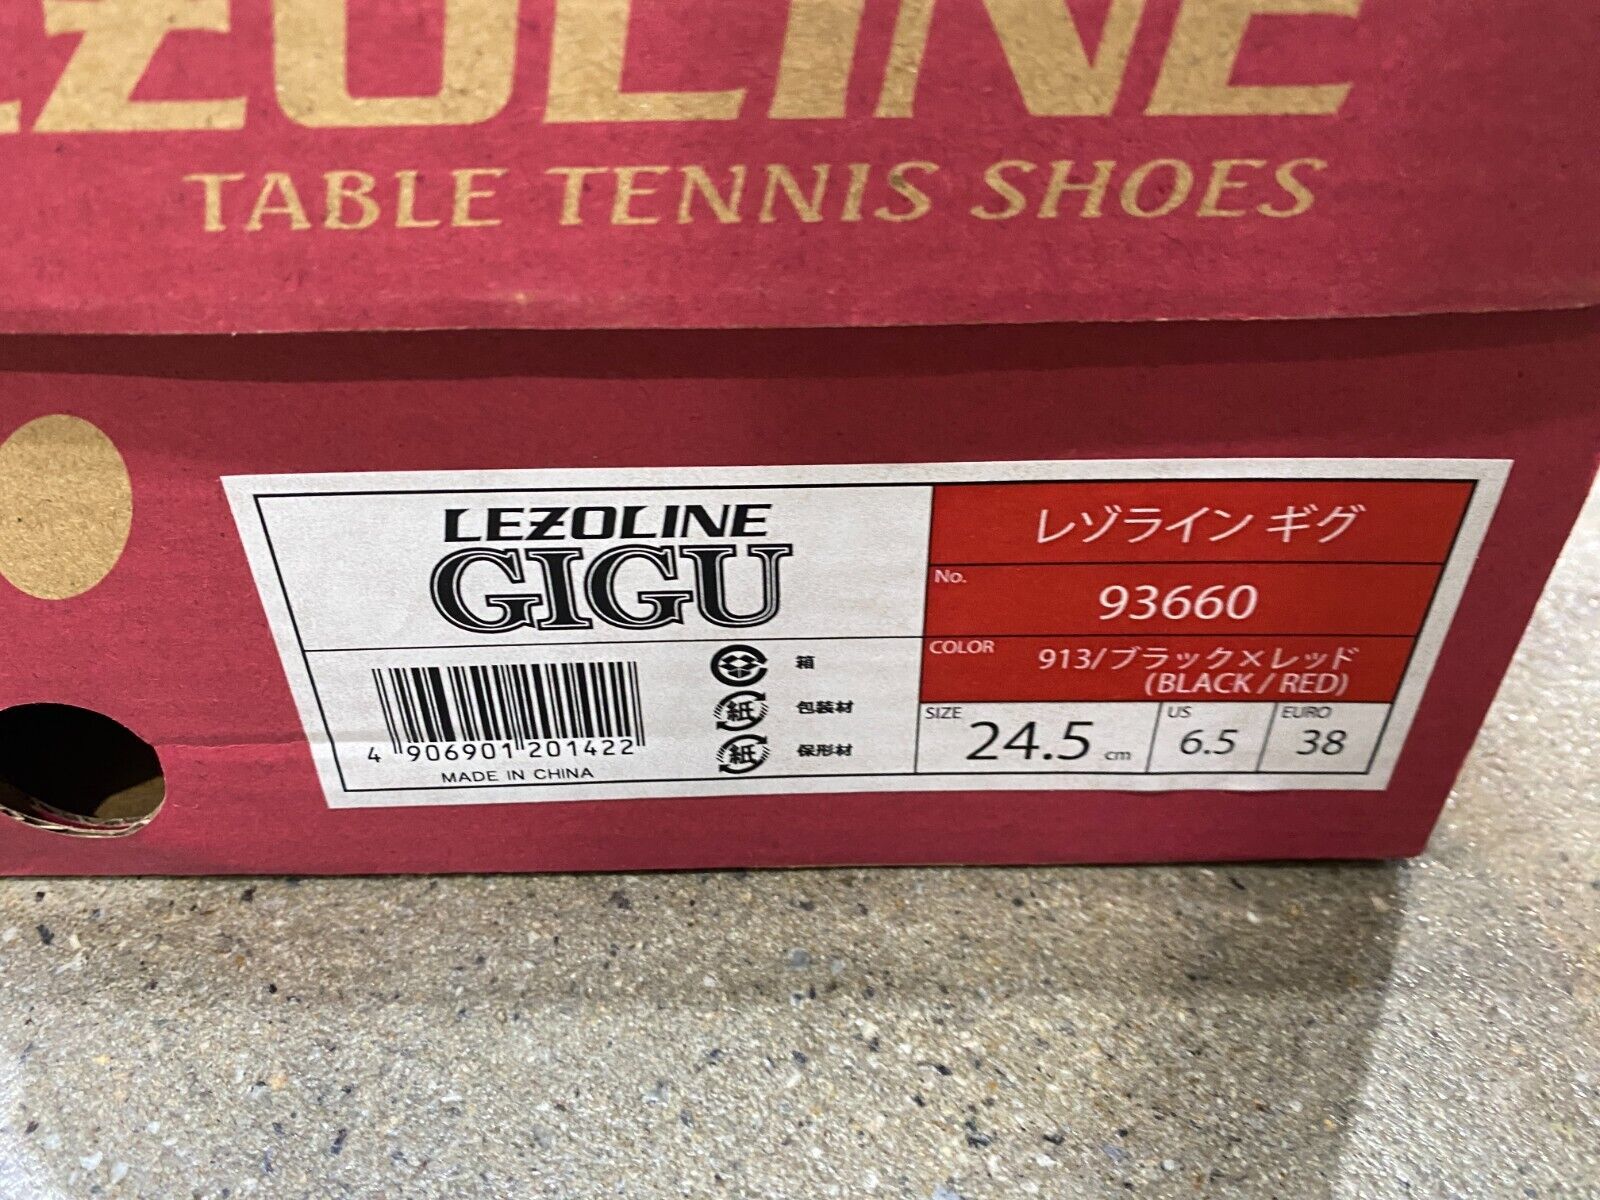 LEZOLINE
TABLE TENNIS SHOES
LEZOLINE
GIGU
レゾライン ギグ
No.
93660
COLOR
913/ブラック×レッド
(BLACK / RED)
SIZE
24.5 cm
US
6.5
EURO
38
箱
紙 包装材
紙 保形材
4 906901 201422
MADE IN CHINA